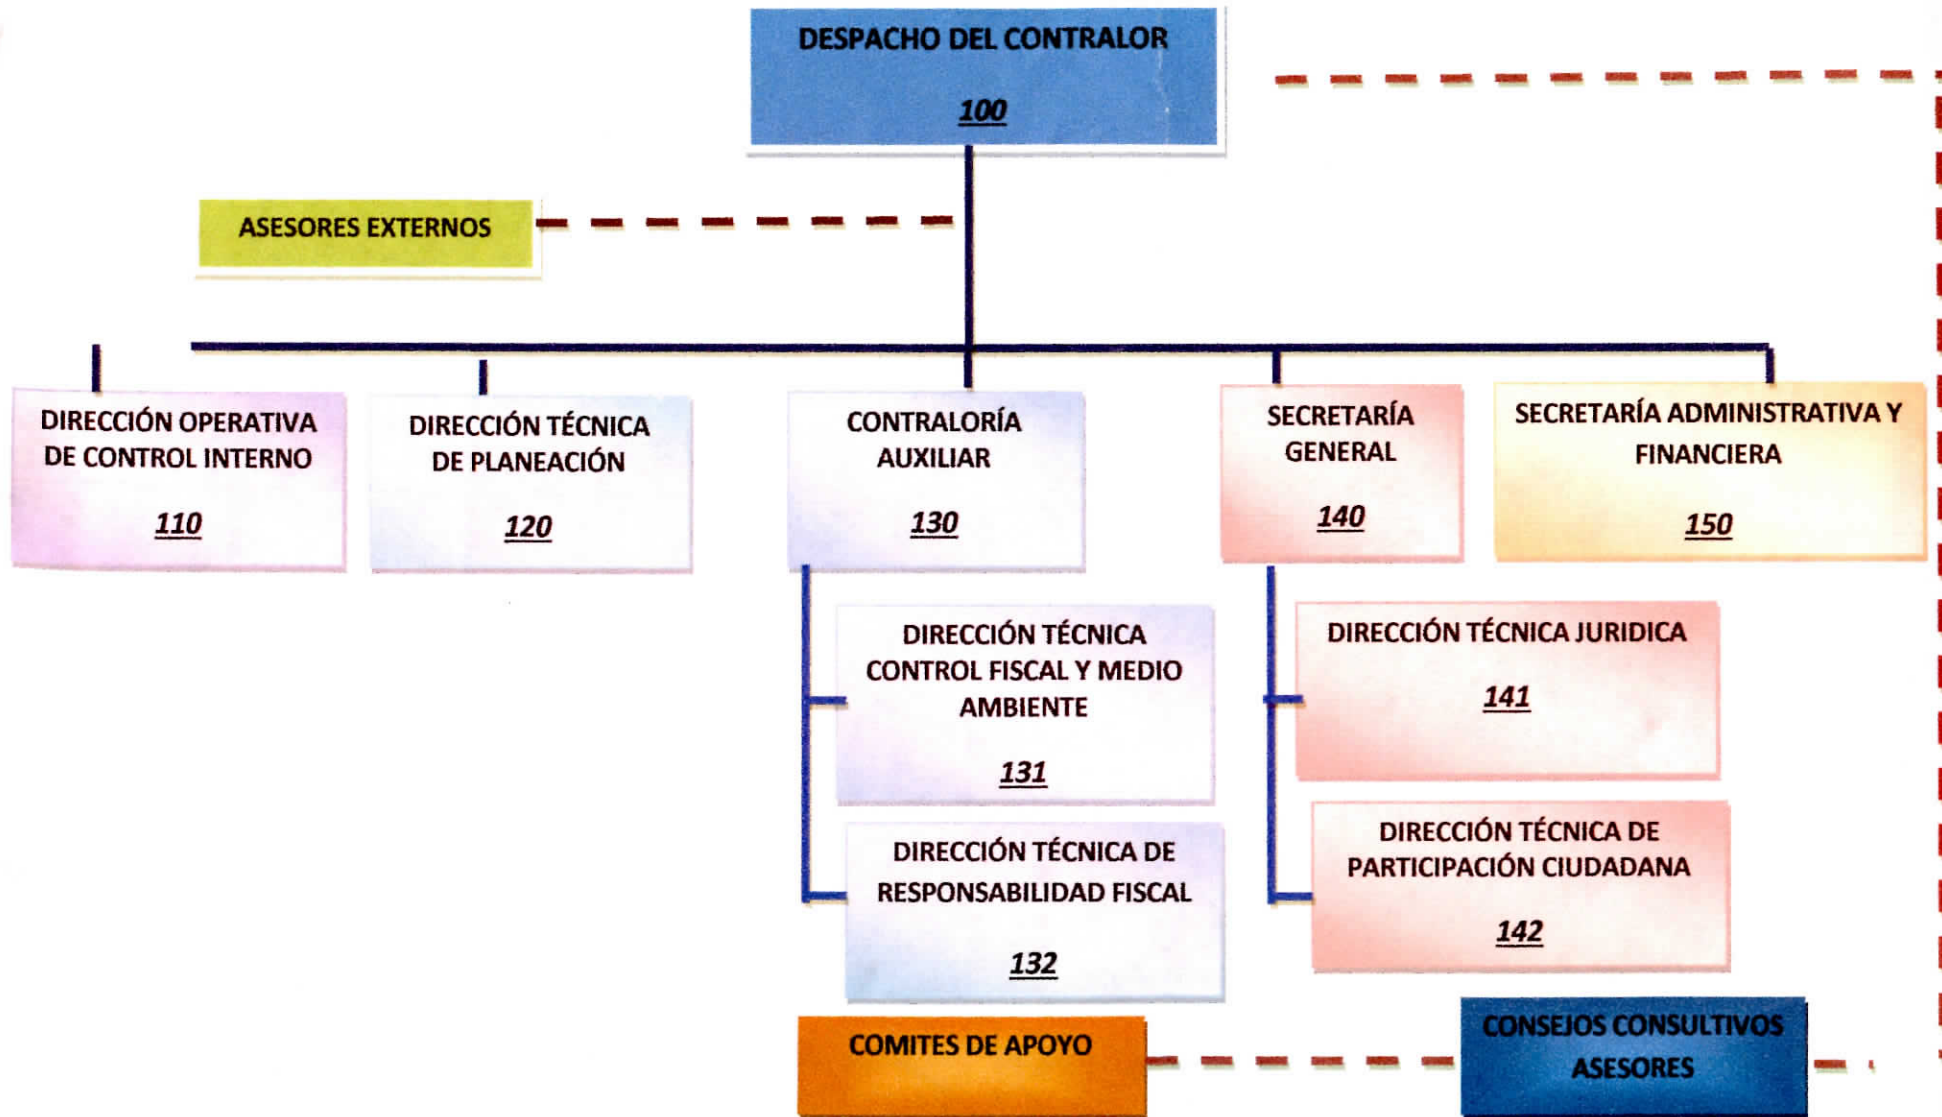 DESPACHO DEL CONTRALOR
100
ASESORES EXTERNOS
DIRECCIÓN OPERATIVA
DE CONTROL INTERNO
110
DIRECCIÓN TÉCNICA
DE PLANEACIÓN
120
CONTRALORÍA
AUXILIAR
130
SECRETARÍA
GENERAL
140
SECRETARÍA ADMINISTRATIVA Y
FINANCIERA
150
DIRECCIÓN TÉCNICA
CONTROL FISCAL Y MEDIO
AMBIENTE
131
DIRECCIÓN TÉCNICA JURIDICA
141
DIRECCIÓN TÉCNICA DE
RESPONSABILIDAD FISCAL
132
DIRECCIÓN TÉCNICA DE
PARTICIPACIÓN CIUDADANA
142
COMITES DE APOYO
CONSEJOS CONSULTIVOS
ASESORES